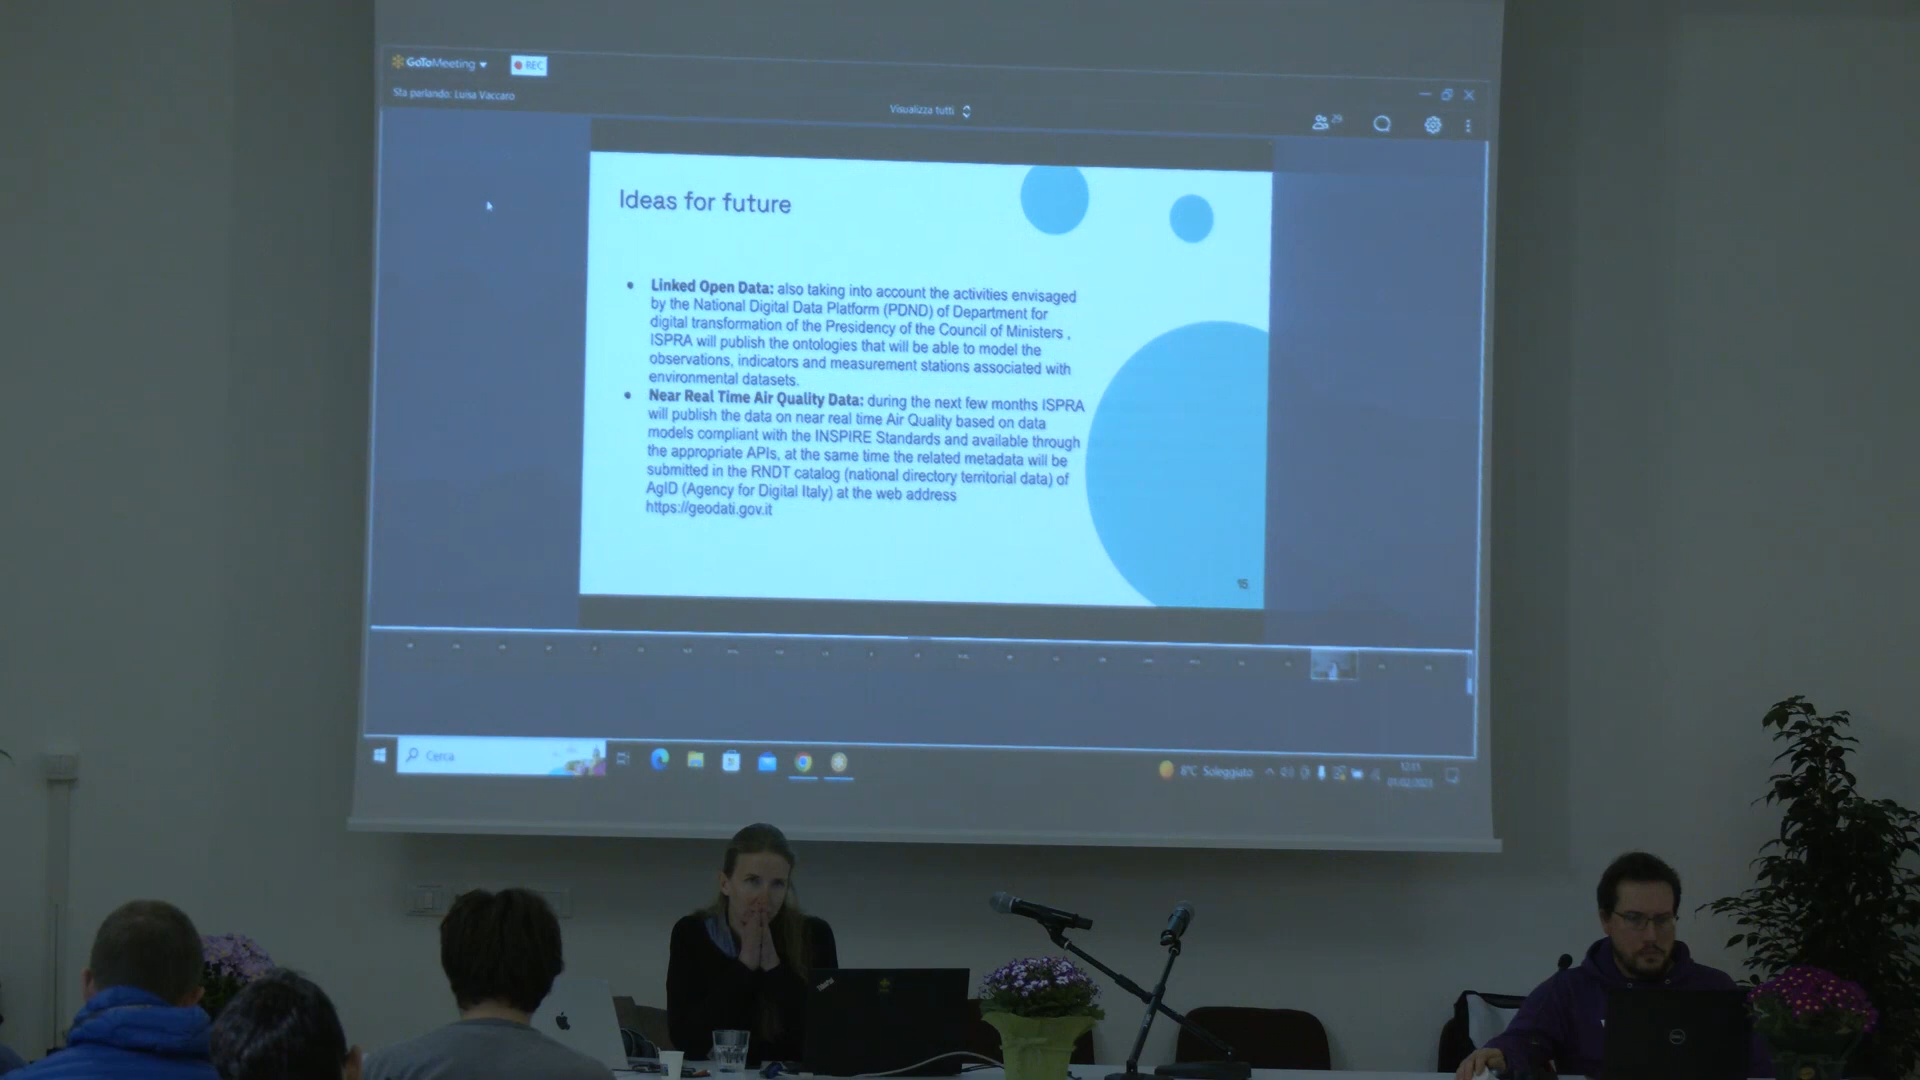 GoToMeeting
REC
Sta parlando: Luisa Vaccaro
Visualizza tutti
29
Ideas for future
Linked Open Data: also taking into account the activities envisaged
by the National Digital Data Platform (PDND) of Department for
digital transformation of the Presidency of the Council of Ministers ,
ISPRA will publish the ontologies that will be able to model the
observations, indicators and measurement stations associated with
environmental datasets.
Near Real Time Air Quality Data: during the next few months ISPRA
will publish the data on near real time Air Quality based on data
models compliant with the INSPIRE Standards and available through
the appropriate APIs, at the same time the related metadata will be
submitted in the RNDT catalog (national directory territorial data) of
AgID (Agency for Digital Italy) at the web address
https://geodati.gov.it
15
Cerca
8°C Soleggiato
ThinkPad
DELL